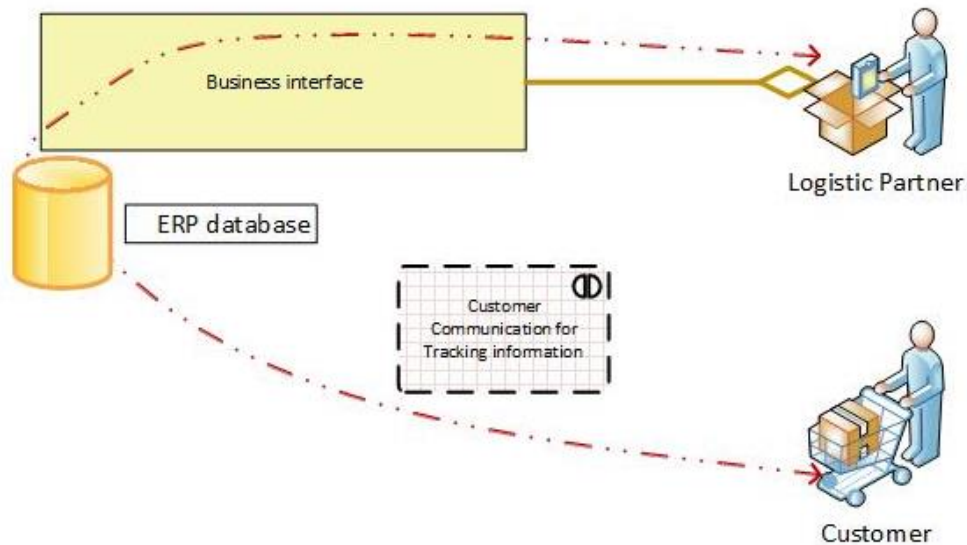 Business interface
Logistic Partner
ERP database
Customer
Communication for
Tracking information
Customer